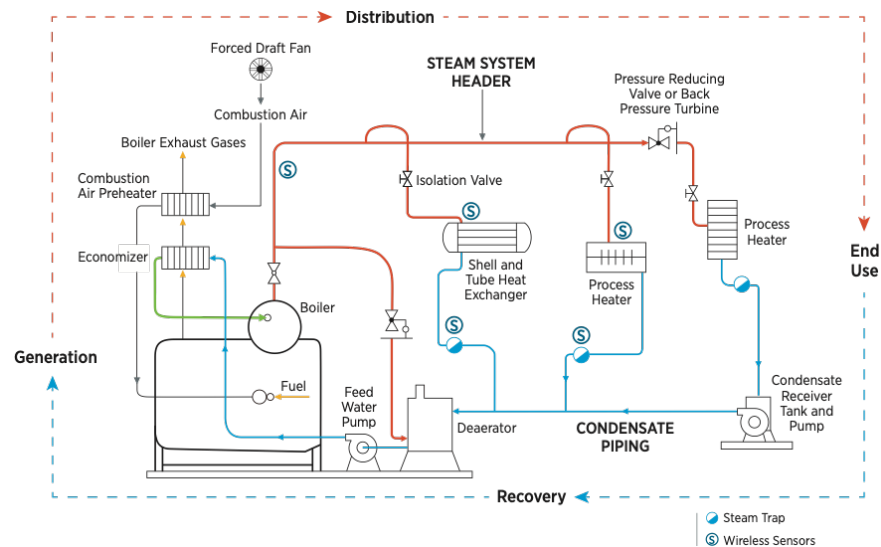 Distribution
Forced Draft Fan
STEAM SYSTEM
HEADER
Pressure Reducing
Valve or Back
Pressure Turbine
Combustion Air
Boiler Exhaust Gases
S
Combustion
Air Preheater
Isolation Valve
S
Process
Heater
S
Economizer
End
Use
Shell and
Tube Heat
Exchanger
Process
Heater
Boiler
S
S
Generation
Fuel
Feed
Water
Pump
Deaerator
CONDENSATE
PIPING
Condensate
Receiver
Tank and
Pump
Recovery
Steam Trap
S Wireless Sensors